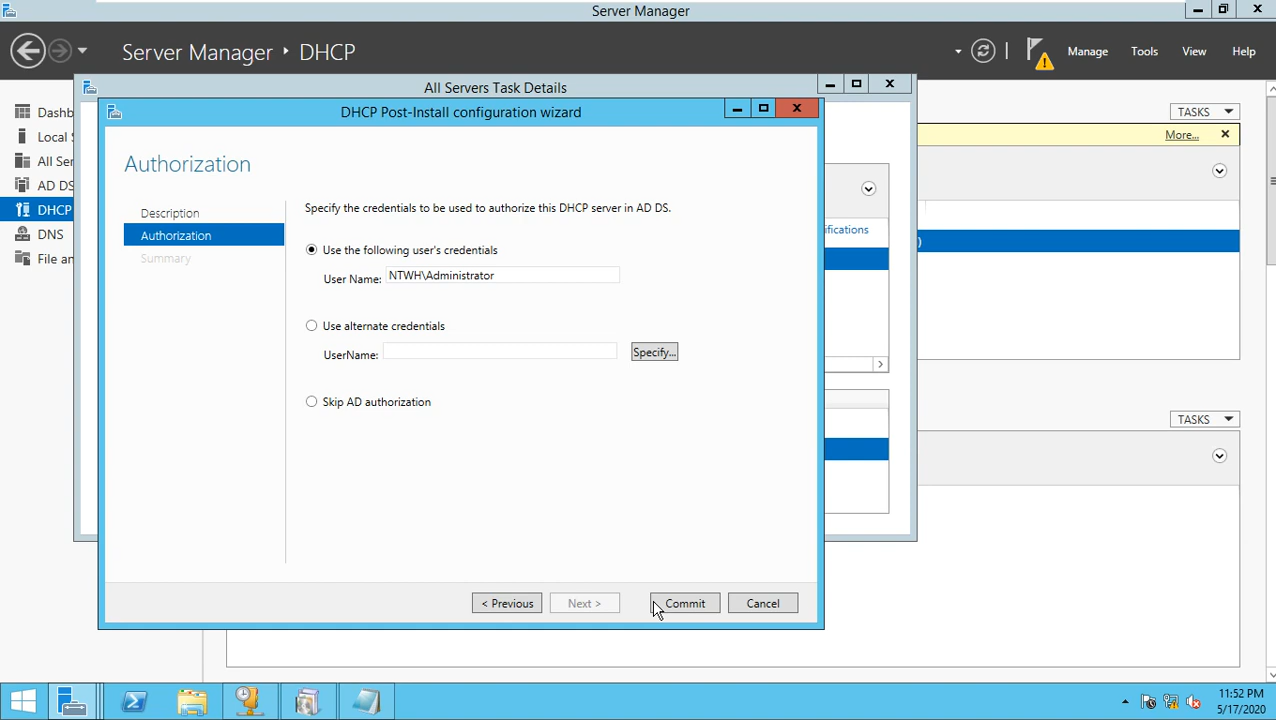 Server Manager
Server Manager
DHCP
Manage
Tools
View
Help
All Servers Task Details
DHCP Post-Install configuration wizard
Dashb
Local S
All Ser
AD DS
DHCP
DNS
File an
TASKS
More...
ifications
)
TASKS
Authorization
Description
Authorization
Summary
Specify the credentials to be used to authorize this DHCP server in AD DS.
Use the following user's credentials
User Name: NTWH\Administrator
Use alternate credentials
UserName:
Specify...
Skip AD authorization
< Previous
Next >
Commit
Cancel
11:52 PM
5/17/2020